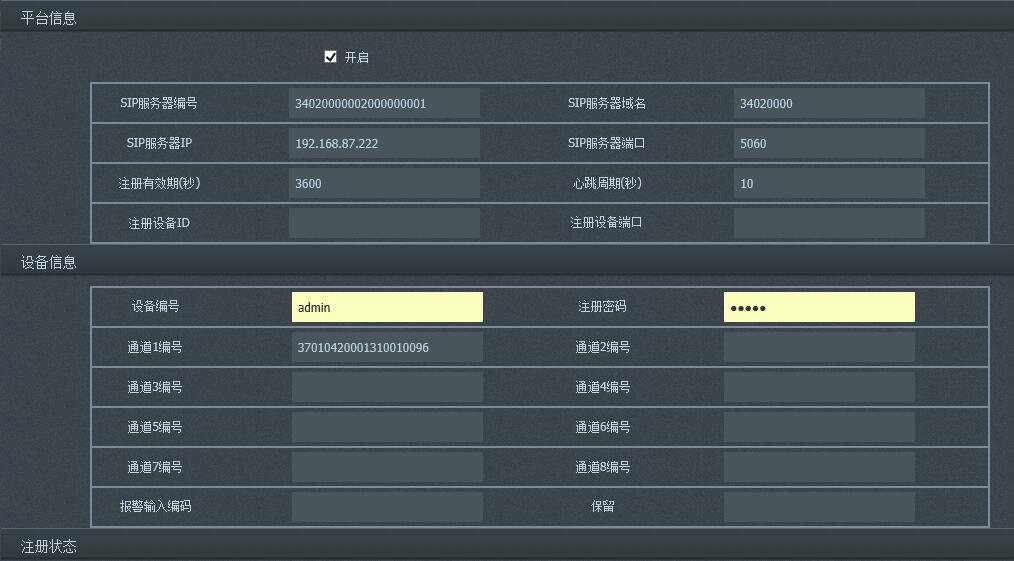 平台信息
开启
SIP服务器编号 34020000002000000001 SIP服务器域名 34020000
SIP服务器IP 192.168.87.222 SIP服务器端口 5060
注册有效期(秒) 3600 心跳周期(秒) 10
注册设备ID 注册设备端口
设备信息
设备编号 admin 注册密码 •••••
通道1编号 37010420001310010096 通道2编号
通道3编号 通道4编号
通道5编号 通道6编号
通道7编号 通道8编号
报警输入编码 保留
注册状态